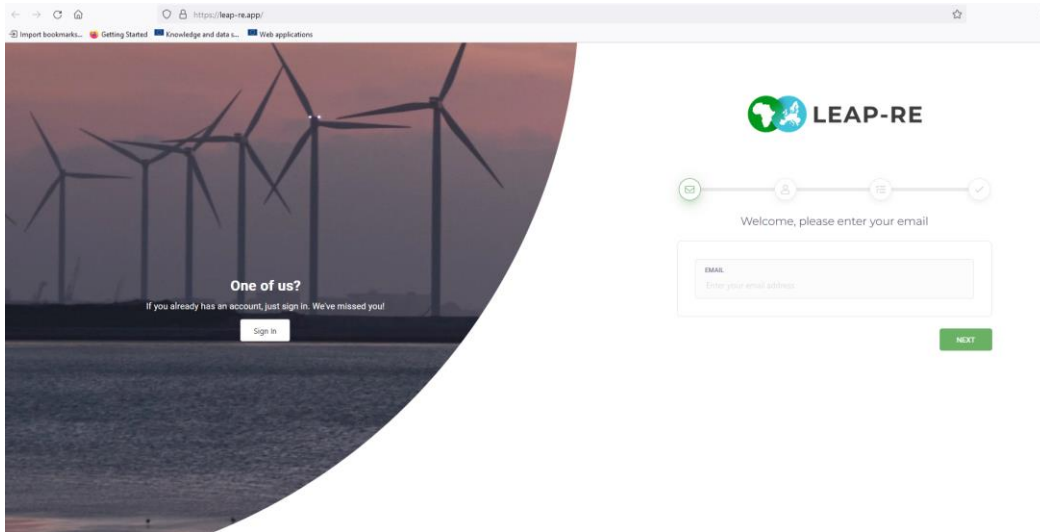 https://leap-re.app/
Import bookmarks... Getting Started Knowledge and data s... Web applications
LEAP-RE
Welcome, please enter your email
EMAIL
Enter your email address
NEXT
One of us?
If you already has an account, just sign in. We've missed you!
Sign In